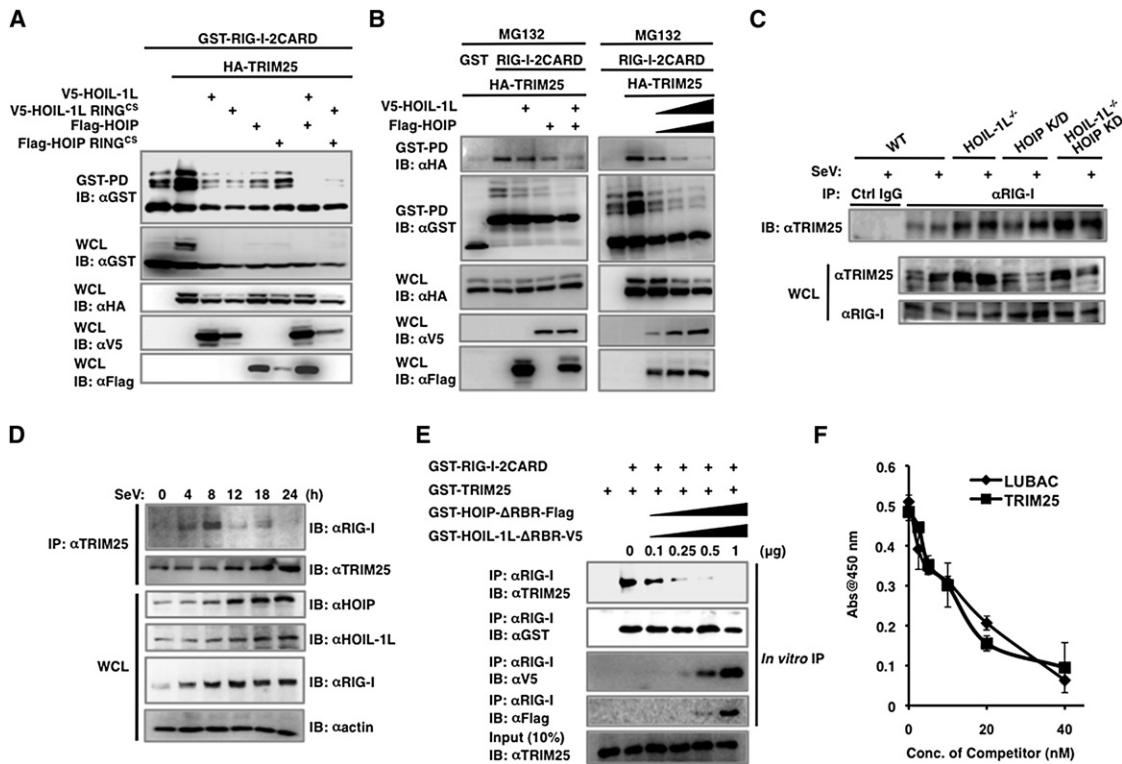 A
GST-RIG-I-2CARD
HA-TRIM25
V5-HOIL-1L + +
V5-HOIL-1L RINGCS + +
Flag-HOIP + +
Flag-HOIP RINGCS + +
GST-PD
IB: αGST
WCL
IB: αGST
WCL
IB: αHA
WCL
IB: αV5
WCL
IB: αFlag
B
MG132 MG132
GST RIG-I-2CARD RIG-I-2CARD
HA-TRIM25 HA-TRIM25
V5-HOIL-1L + +
Flag-HOIP + +
GST-PD
IB: αHA
GST-PD
IB: αGST
WCL
IB: αHA
WCL
IB: αV5
WCL
IB: αFlag
C
WT HOIL-1L-/- HOIP K/D HOIL-1L-/- HOIP KD
SeV: + + + + +
IP: Ctrl IgG αRIG-I
IB: αTRIM25
WCL
αTRIM25
αRIG-I
D
SeV: 0 4 8 12 18 24 (h)
IP: αTRIM25
IB: αRIG-I
IB: αTRIM25
WCL
IB: αHOIP
IB: αHOIL-1L
IB: αRIG-I
IB: αactin
E
GST-RIG-I-2CARD + + + + +
GST-TRIM25 + + + + + +
GST-HOIP-ΔRBR-Flag
GST-HOIL-1L-ΔRBR-V5
0 0.1 0.25 0.5 1 (μg)
IP: αRIG-I
IB: αTRIM25
IP: αRIG-I
IB: αGST
IP: αRIG-I
IB: αV5
IP: αRIG-I
IB: αFlag
Input (10%)
IB: αTRIM25
In vitro IP
F
LUBAC
TRIM25
Abs@450 nm
0.6
0.5
0.4
0.3
0.2
0.1
0
0 20 40
Conc. of Competitor (nM)